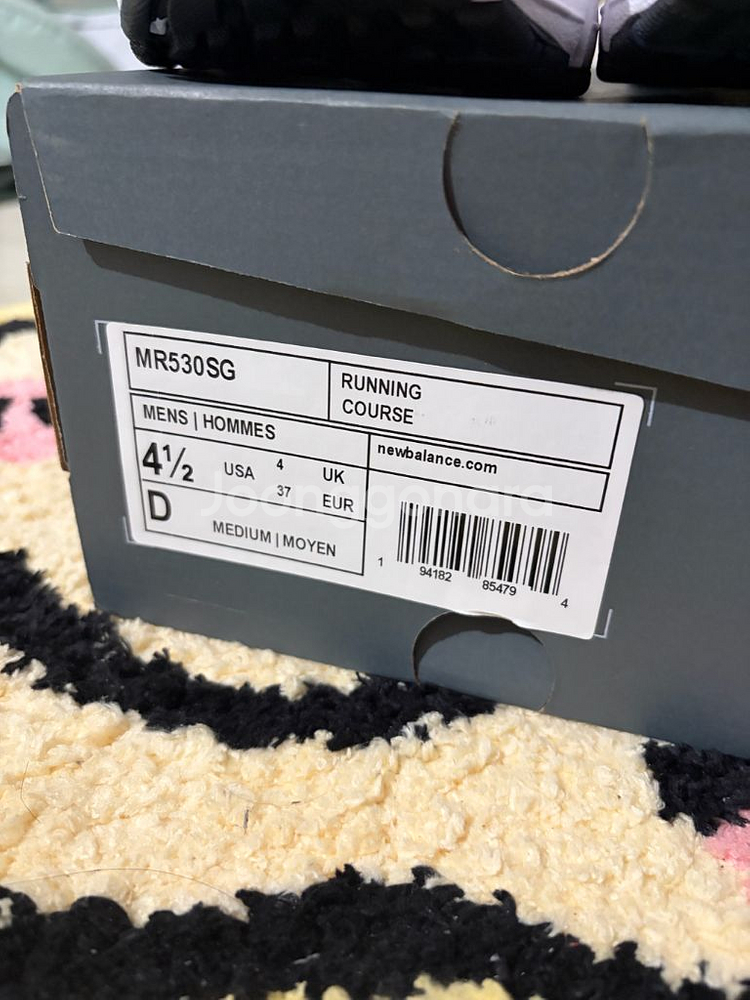 MR530SG
RUNNING
COURSE
MENS | HOMMES
newbalance.com
4½ USA 4 UK
37 EUR
D MEDIUM | MOYEN
1 94182 85479 4
Joonggonara